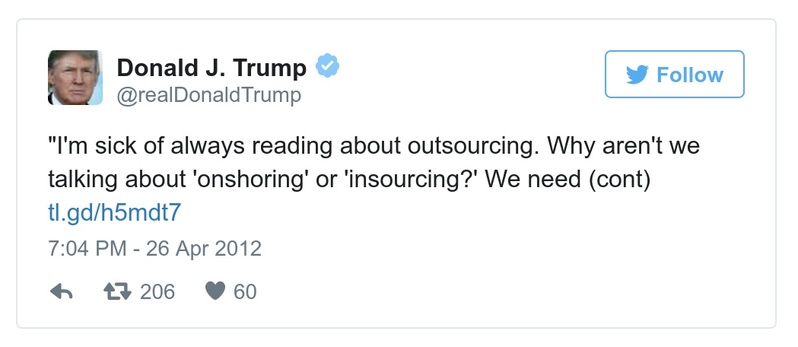 Donald J. Trump
@realDonaldTrump
Follow
"I'm sick of always reading about outsourcing. Why aren't we
talking about 'onshoring' or 'insourcing?' We need (cont)
tl.gd/h5mdt7
7:04 PM - 26 Apr 2012
206
60